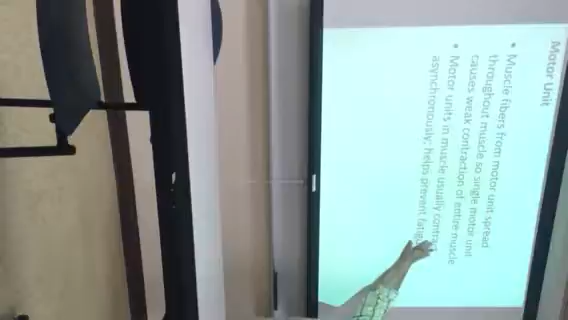 Motor Unit
• Muscle fibers from motor unit spread
throughout muscle so single motor unit
causes weak contraction of entire muscle
• Motor units in muscle usually contract
asynchronously; helps prevent